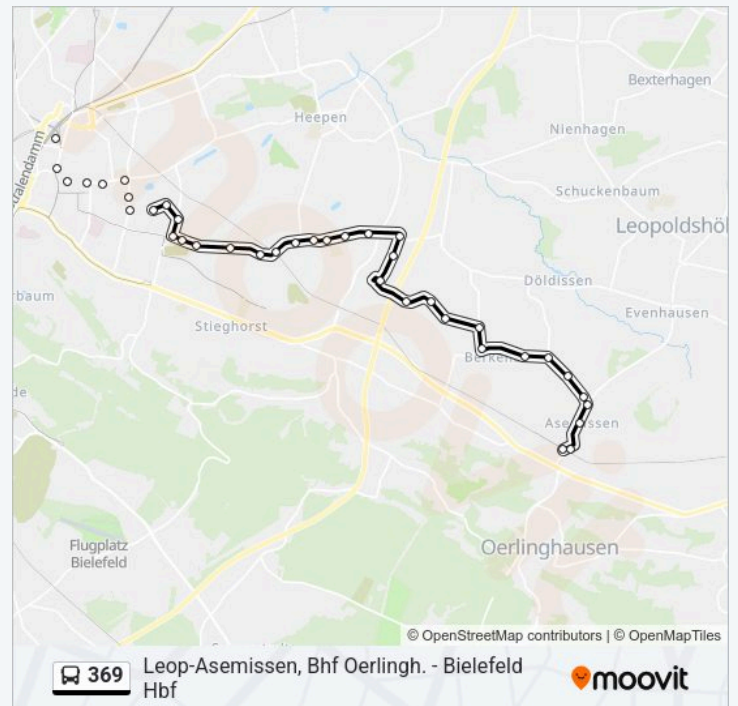 Bexterhagen
Heepen
Nienhagen
Schuckenbaum
Leopoldshöl
Döldissen
rbaum
Evenhausen
Stieghorst
de
Flugplatz
Bielefeld
Oerlinghausen
© OpenStreetMap contributors | © OpenMapTiles
369
Leop-Asemissen, Bhf Oerlingh. - Bielefeld
Hbf
moovit